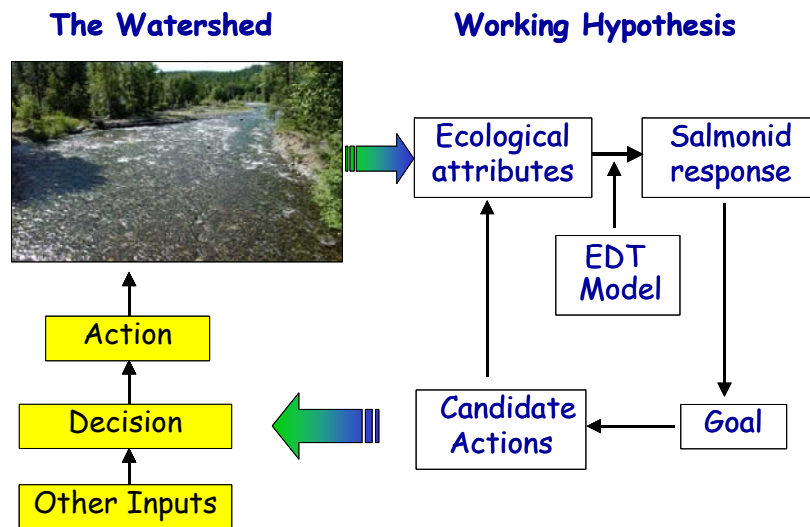 The Watershed
Working Hypothesis
Ecological
attributes
Salmonid
response
EDT
Model
Action
Decision
Other Inputs
Candidate
Actions
Goal